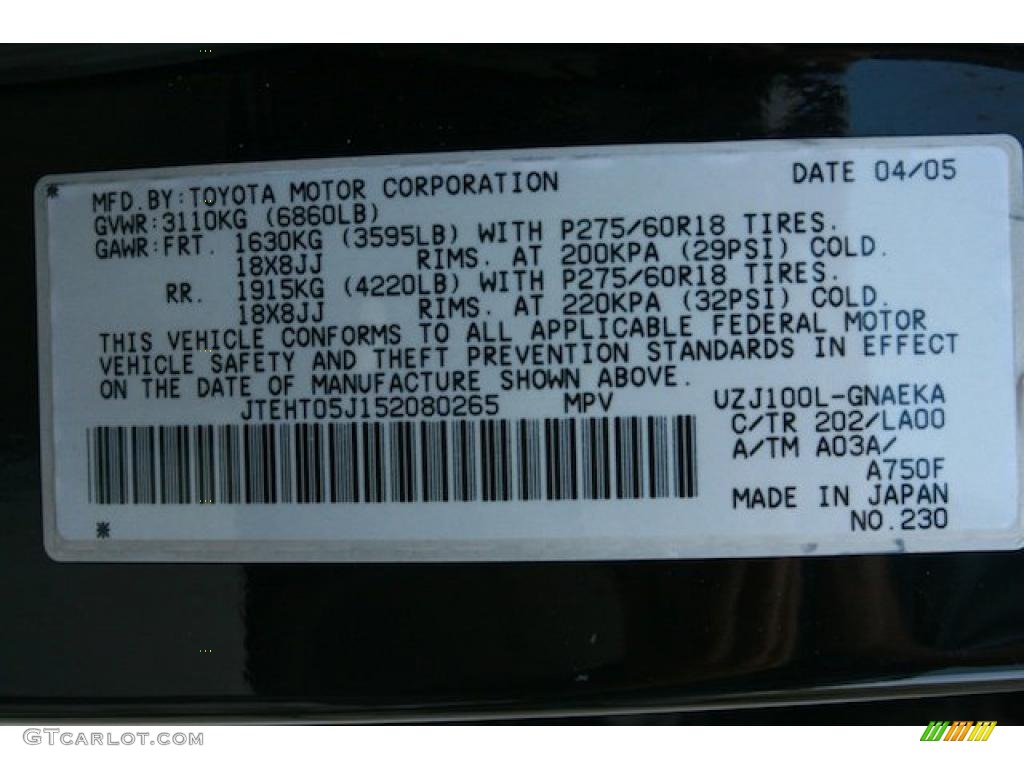 DATE 04/05
MFD.BY:TOYOTA MOTOR CORPORATION
GVWR:3110KG (6860LB)
GAWR:FRT. 1630KG (3595LB) WITH P275/60R18 TIRES.
18X8JJ RIMS. AT 200KPA (29PSI) COLD.
RR. 1915KG (4220LB) WITH P275/60R18 TIRES.
18X8JJ RIMS. AT 220KPA (32PSI) COLD.
THIS VEHICLE CONFORMS TO ALL APPLICABLE FEDERAL MOTOR
VEHICLE SAFETY AND THEFT PREVENTION STANDARDS IN EFFECT
ON THE DATE OF MANUFACTURE SHOWN ABOVE.
JTEHT05J152080265 MPV UZJ100L-GNAEKA
C/TR 202/LA00
A/TM A03A/
A750F
MADE IN JAPAN
NO.230
GTCarLot.com